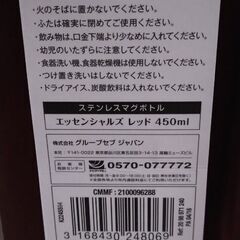 ・火のそばに置かないでください。
・ふたは確実に閉めてご使用ください。
・飲み物は、口金下端より少なめに入れてください。
・幼児のいたずらに注意してください。
・食器洗い機、食器乾燥機は使用しないでください。
・つけ置き洗いはしないでください。
・ドライアイス、炭酸飲料は入れないでください。
ステンレスマグボトル
エッセンシャルズ レッド 450ml
株式会社 グループセブ ジャパン
0570-077772
CMMF : 2100096288
3 168430 248069
K3248064